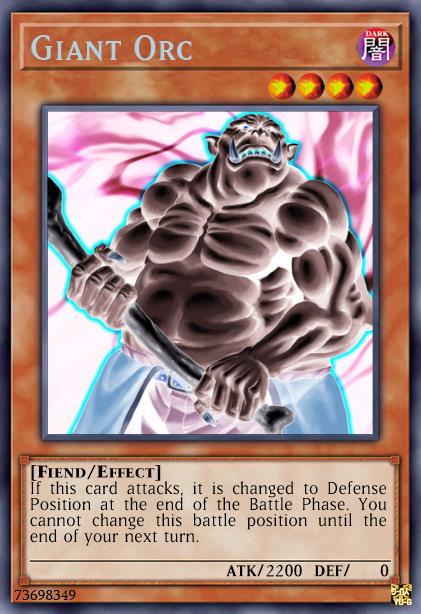 Giant Orc
DARK
闇
[Fiend/Effect]
If this card attacks, it is changed to Defense
Position at the end of the Battle Phase. You
cannot change this battle position until the
end of your next turn.
ATK/2200 DEF/ 0
73698349